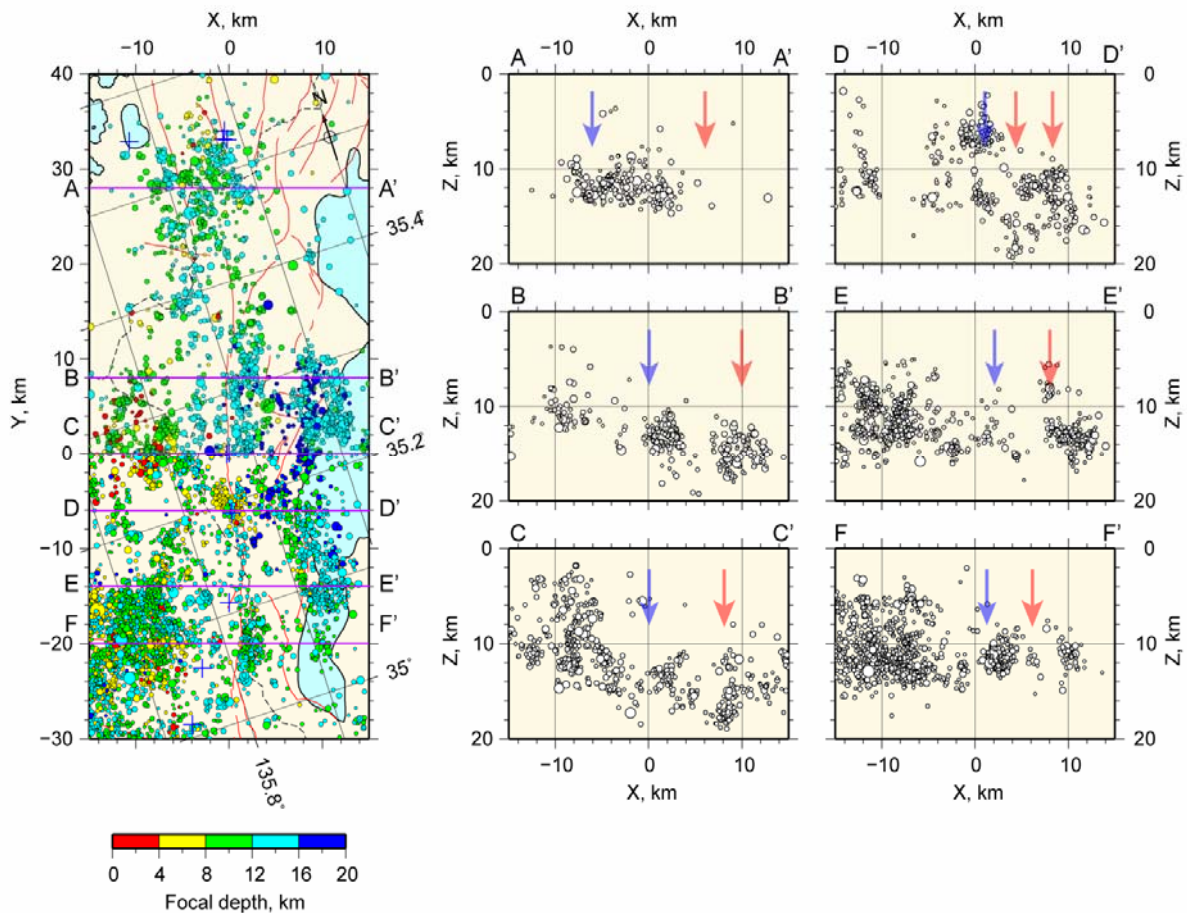 X, km
−10 0 10
40
30
20
10
0
−10
−20
−30
Y, km
A A'
B B'
C C'
D D'
E E'
F F'
N
35.4°
35.2°
35°
135.8°
0 4 8 12 16 20
Focal depth, km
X, km
−10 0 10
A A'
0
10
20
Z, km
B B'
0
10
20
Z, km
C C'
0
10
20
Z, km
−10 0 10
X, km
X, km
−10 0 10
D D'
0
10
20
Z, km
E E'
0
10
20
Z, km
F F'
0
10
20
Z, km
−10 0 10
X, km